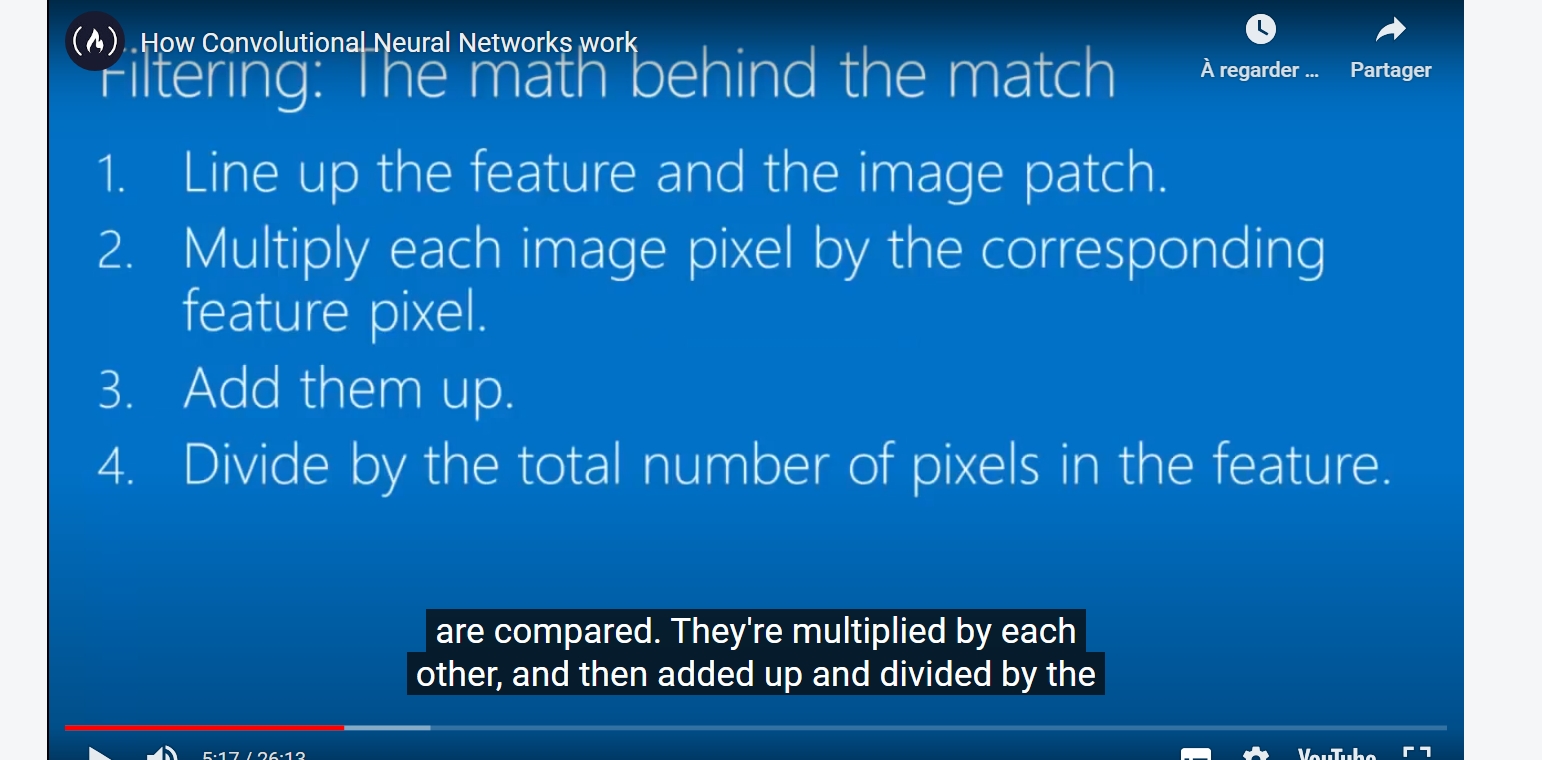 How Convolutional Neural Networks work
À regarder ...
Partager
Filtering: The math behind the match
1. Line up the feature and the image patch.
2. Multiply each image pixel by the corresponding
feature pixel.
3. Add them up.
4. Divide by the total number of pixels in the feature.
are compared. They're multiplied by each
other, and then added up and divided by the
5:17 / 26:13
YouTube